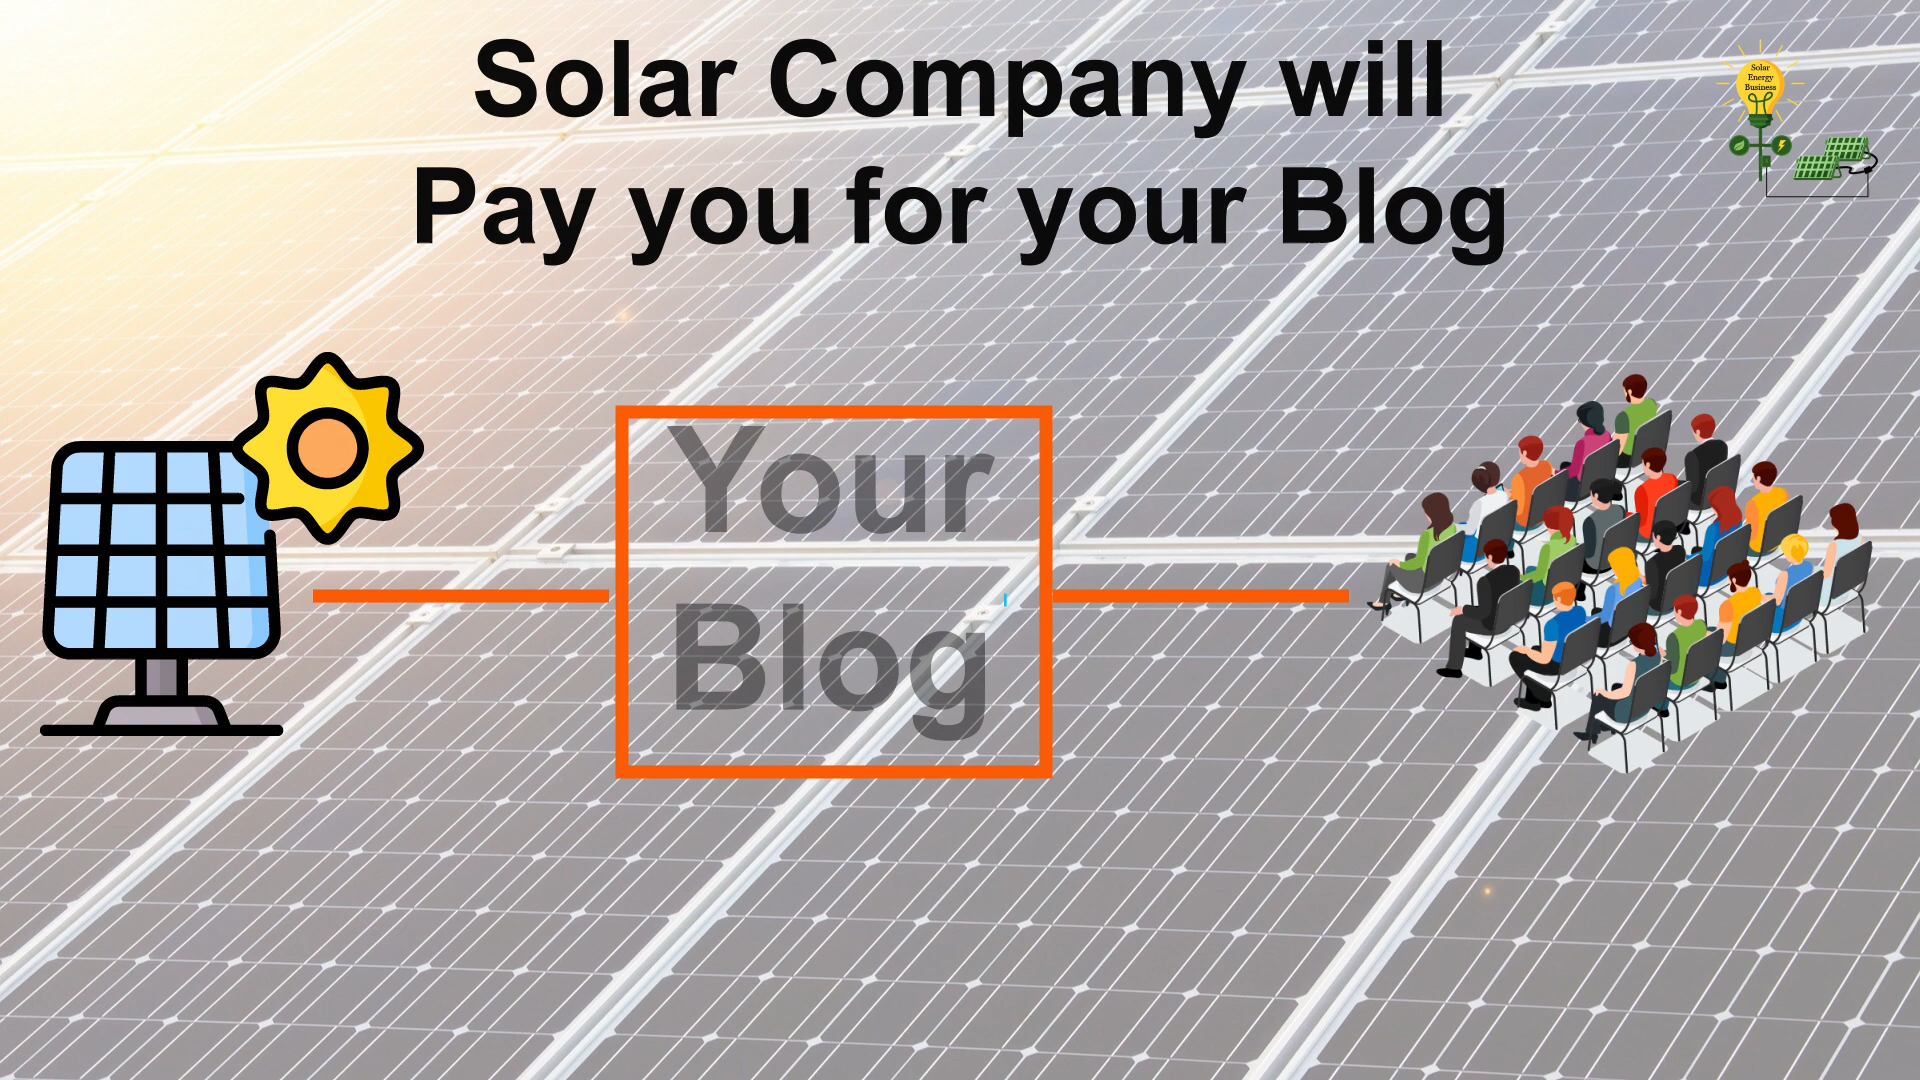 Solar Company will
Pay you for your Blog
Solar
Energy
Business
Your
Blog